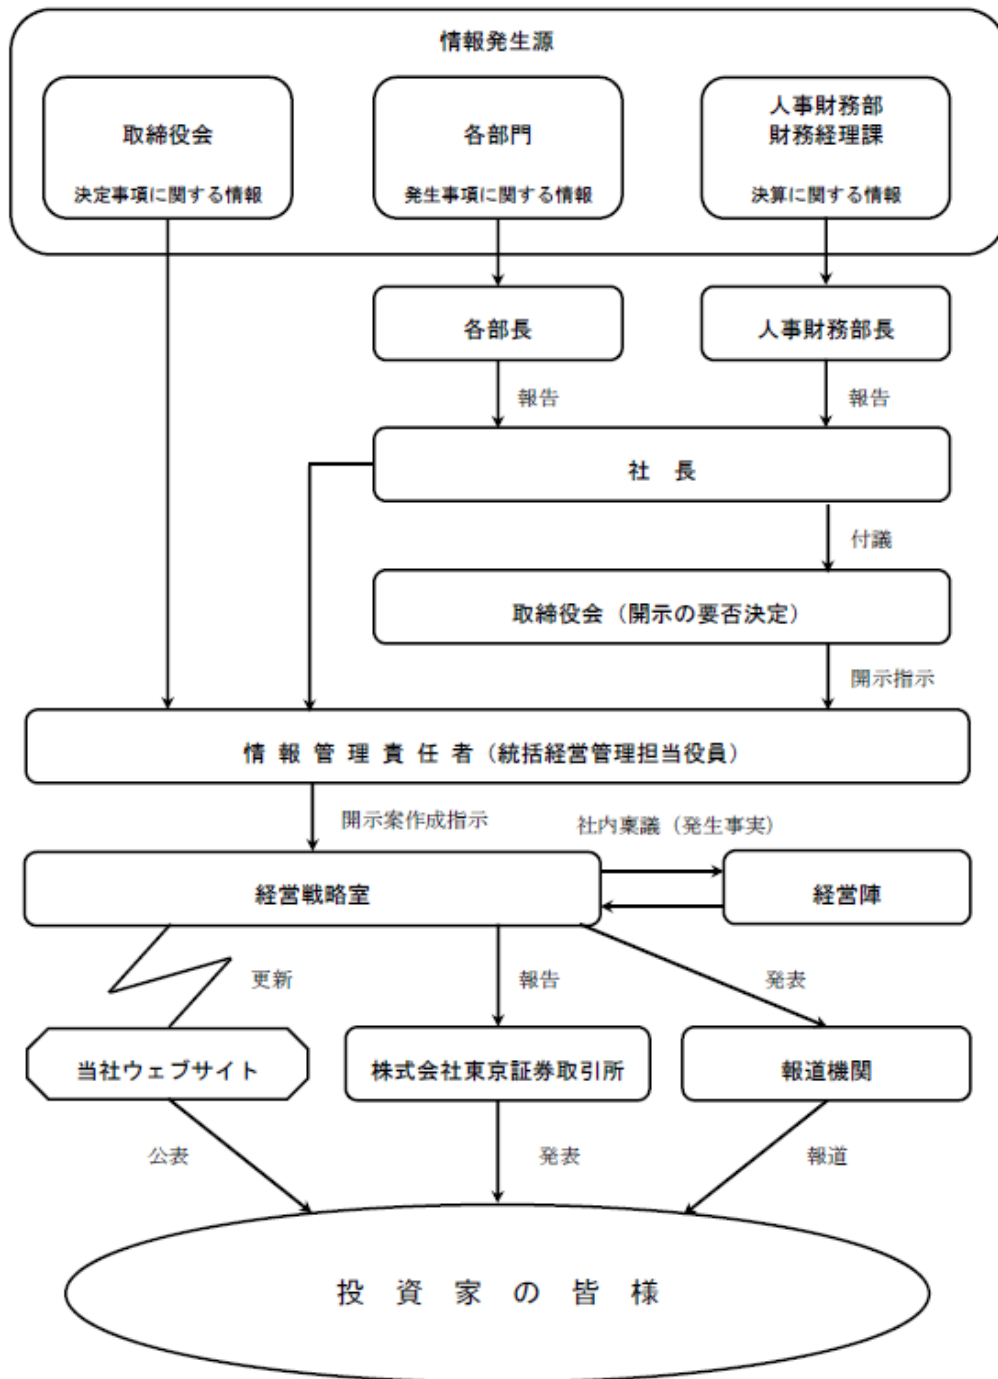 情報発生源
取締役会
決定事項に関する情報
各部門
発生事項に関する情報
人事財務部
財務経理課
決算に関する情報
各部長
人事財務部長
報告
報告
社 長
付議
取締役会（開示の要否決定）
開示指示
情 報 管 理 責 任 者（統括経営管理担当役員）
開示案作成指示
社内稟議（発生事実）
経営戦略室
経営陣
更新
報告
発表
当社ウェブサイト
株式会社東京証券取引所
報道機関
公表
発表
報道
投 資 家 の 皆 様